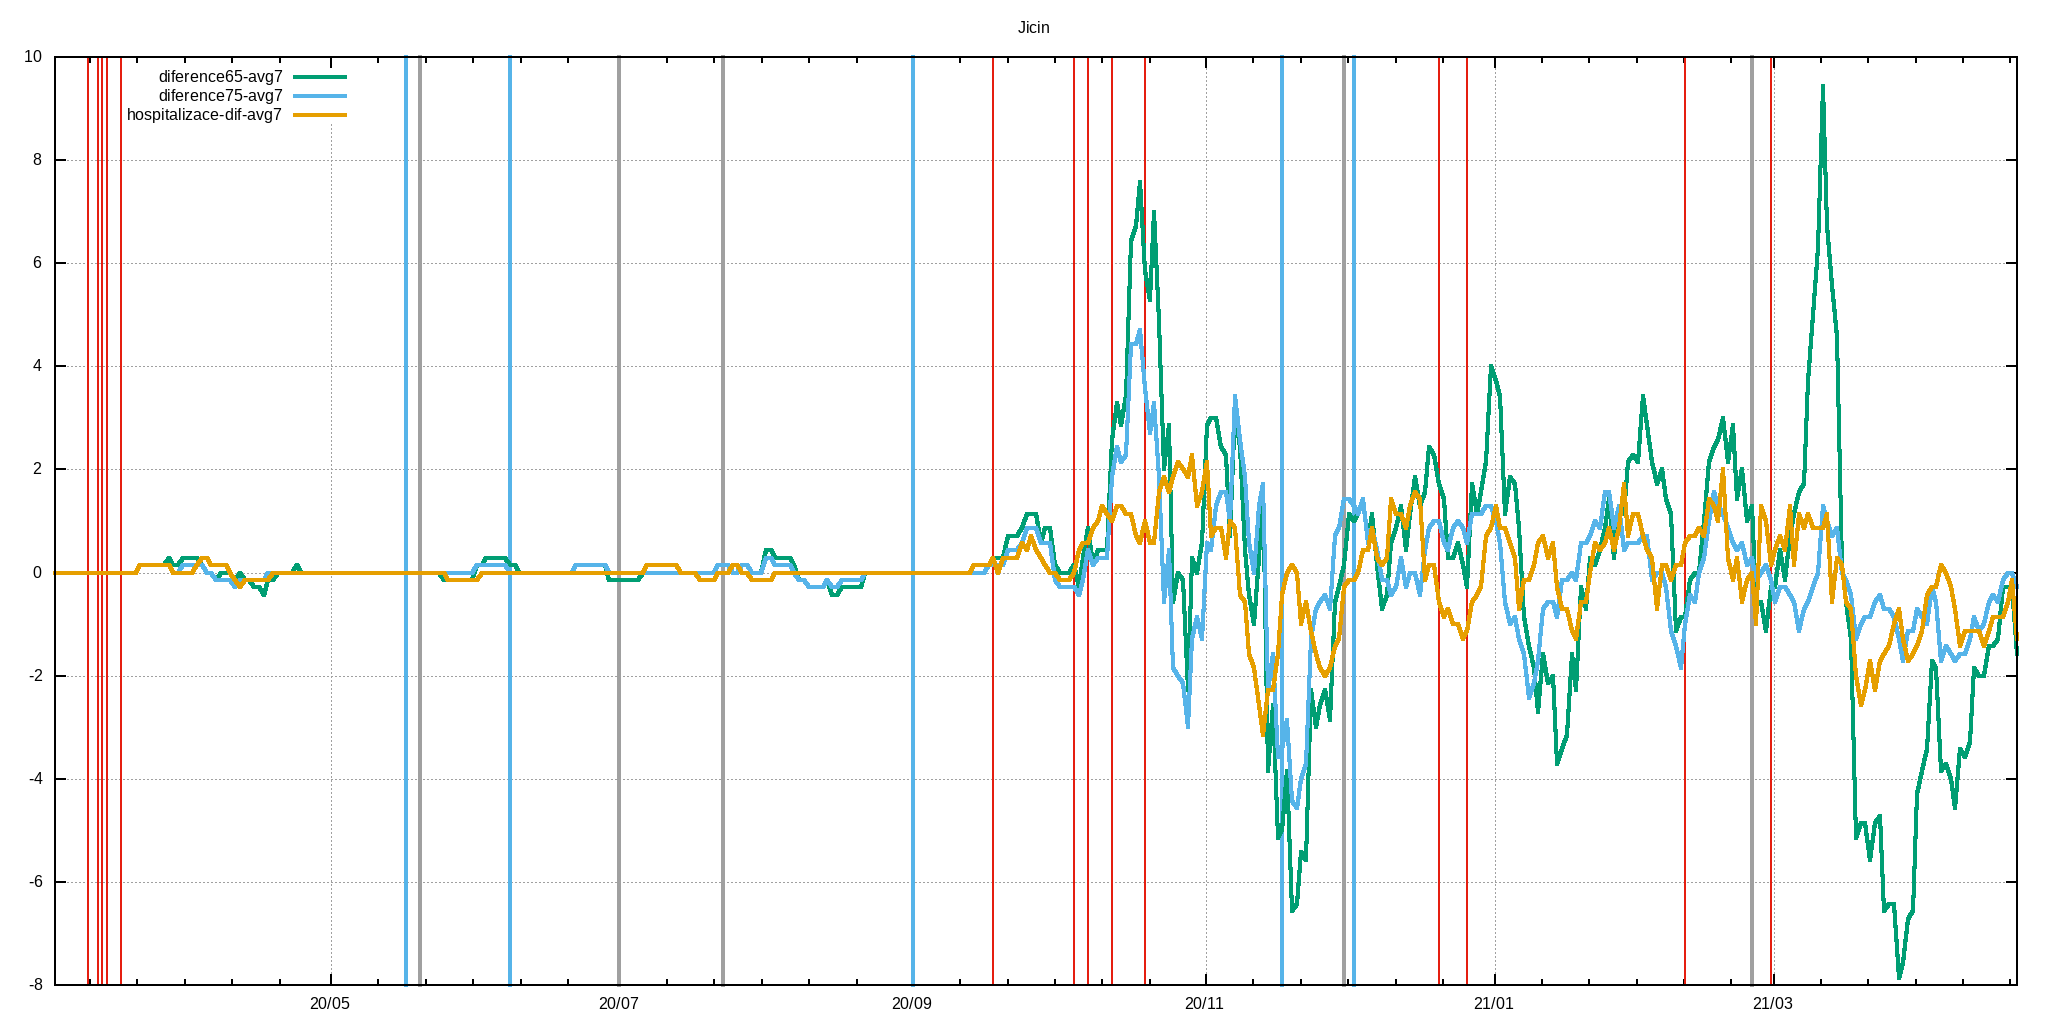 Jicin
10
diference65-avg7
diference75-avg7
hospitalizace-dif-avg7
8
6
4
2
0
-2
-4
-6
-8
20/05 20/07 20/09 20/11 21/01 21/03